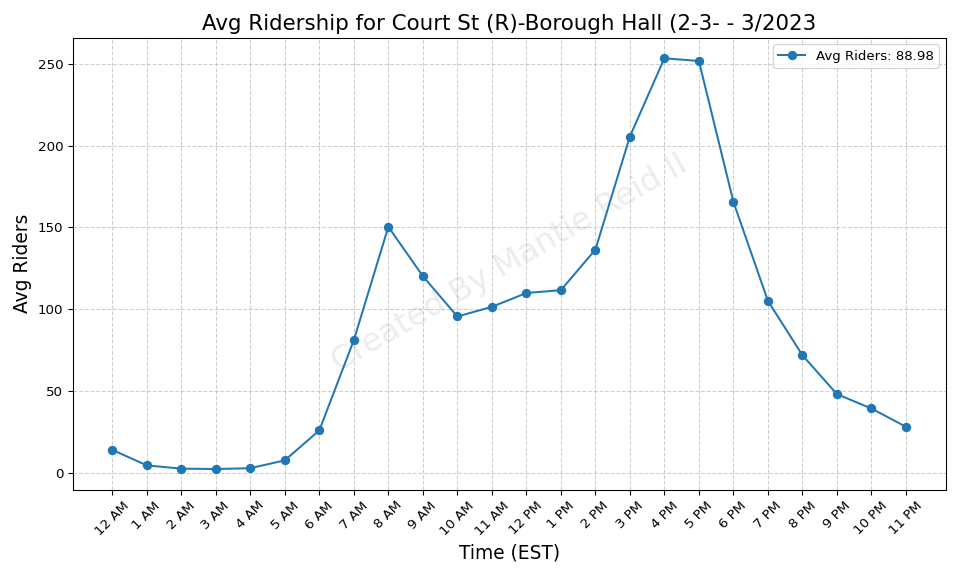 Avg Ridership for Court St (R)-Borough Hall (2-3- - 3/2023
Avg Riders: 88.98
Avg Riders
250
200
150
100
50
0
Created By Mantie Reid II
12 AM 1 AM 2 AM 3 AM 4 AM 5 AM 6 AM 7 AM 8 AM 9 AM 10 AM 11 AM 12 PM 1 PM 2 PM 3 PM 4 PM 5 PM 6 PM 7 PM 8 PM 9 PM 10 PM 11 PM
Time (EST)